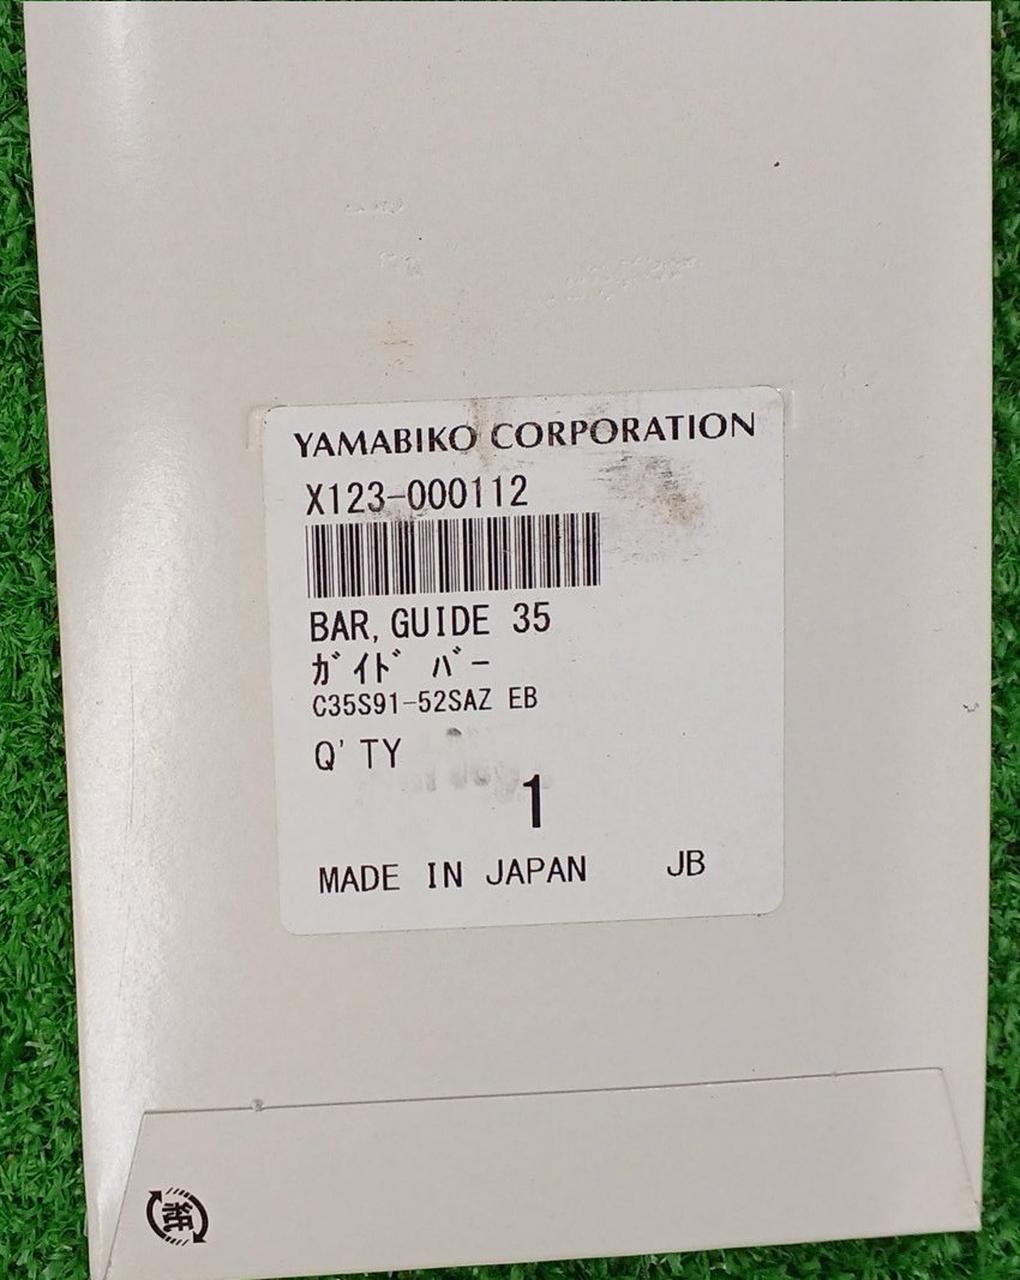 YAMABIKO CORPORATION
X123-000112
BAR, GUIDE 35
ガイド バー
C35S91-52SAZ EB
Q'TY
1
MADE IN JAPAN JB
紙